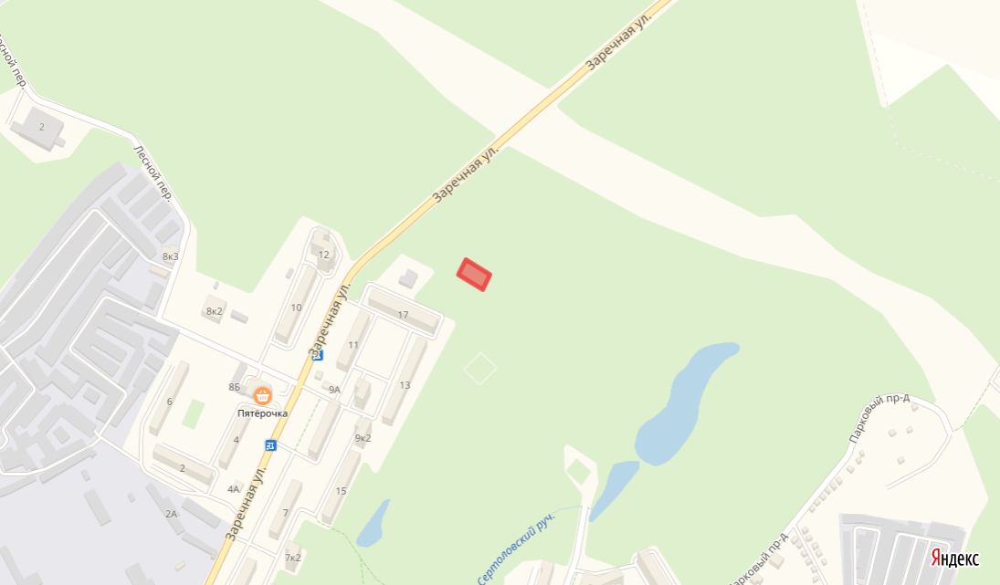 Заречная ул.
Лесной пер.
2
Лесной пер.
Заречная ул.
12
8к3
10
8к2
Заречная ул.
17
11
13
8Б
9А
6
Пятёрочка
Парковый пр-д
4
9к2
2
4А
15
Заречная ул.
2А
7
Сертоловский руч.
7к2
Парковый пр-д
Яндекс